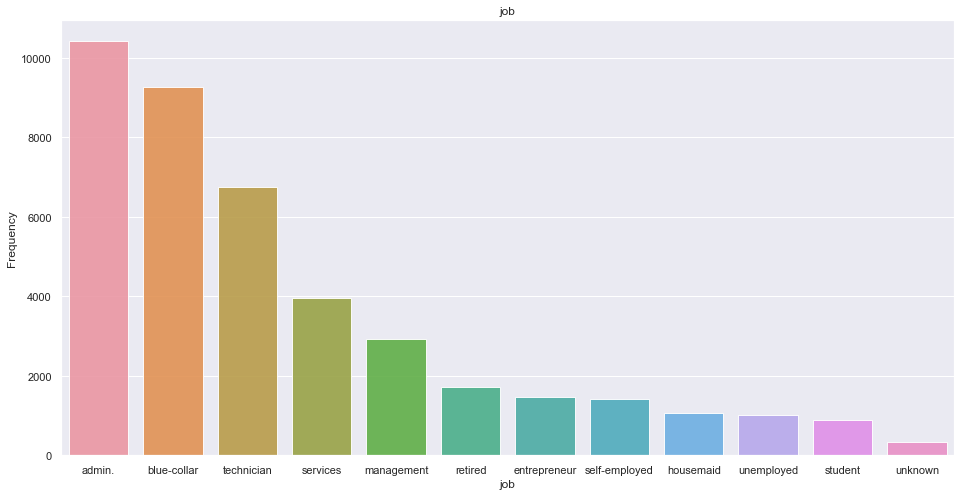 job
10000
8000
6000
4000
2000
0
Frequency
admin. blue-collar technician services management retired entrepreneur self-employed housemaid unemployed student unknown
job